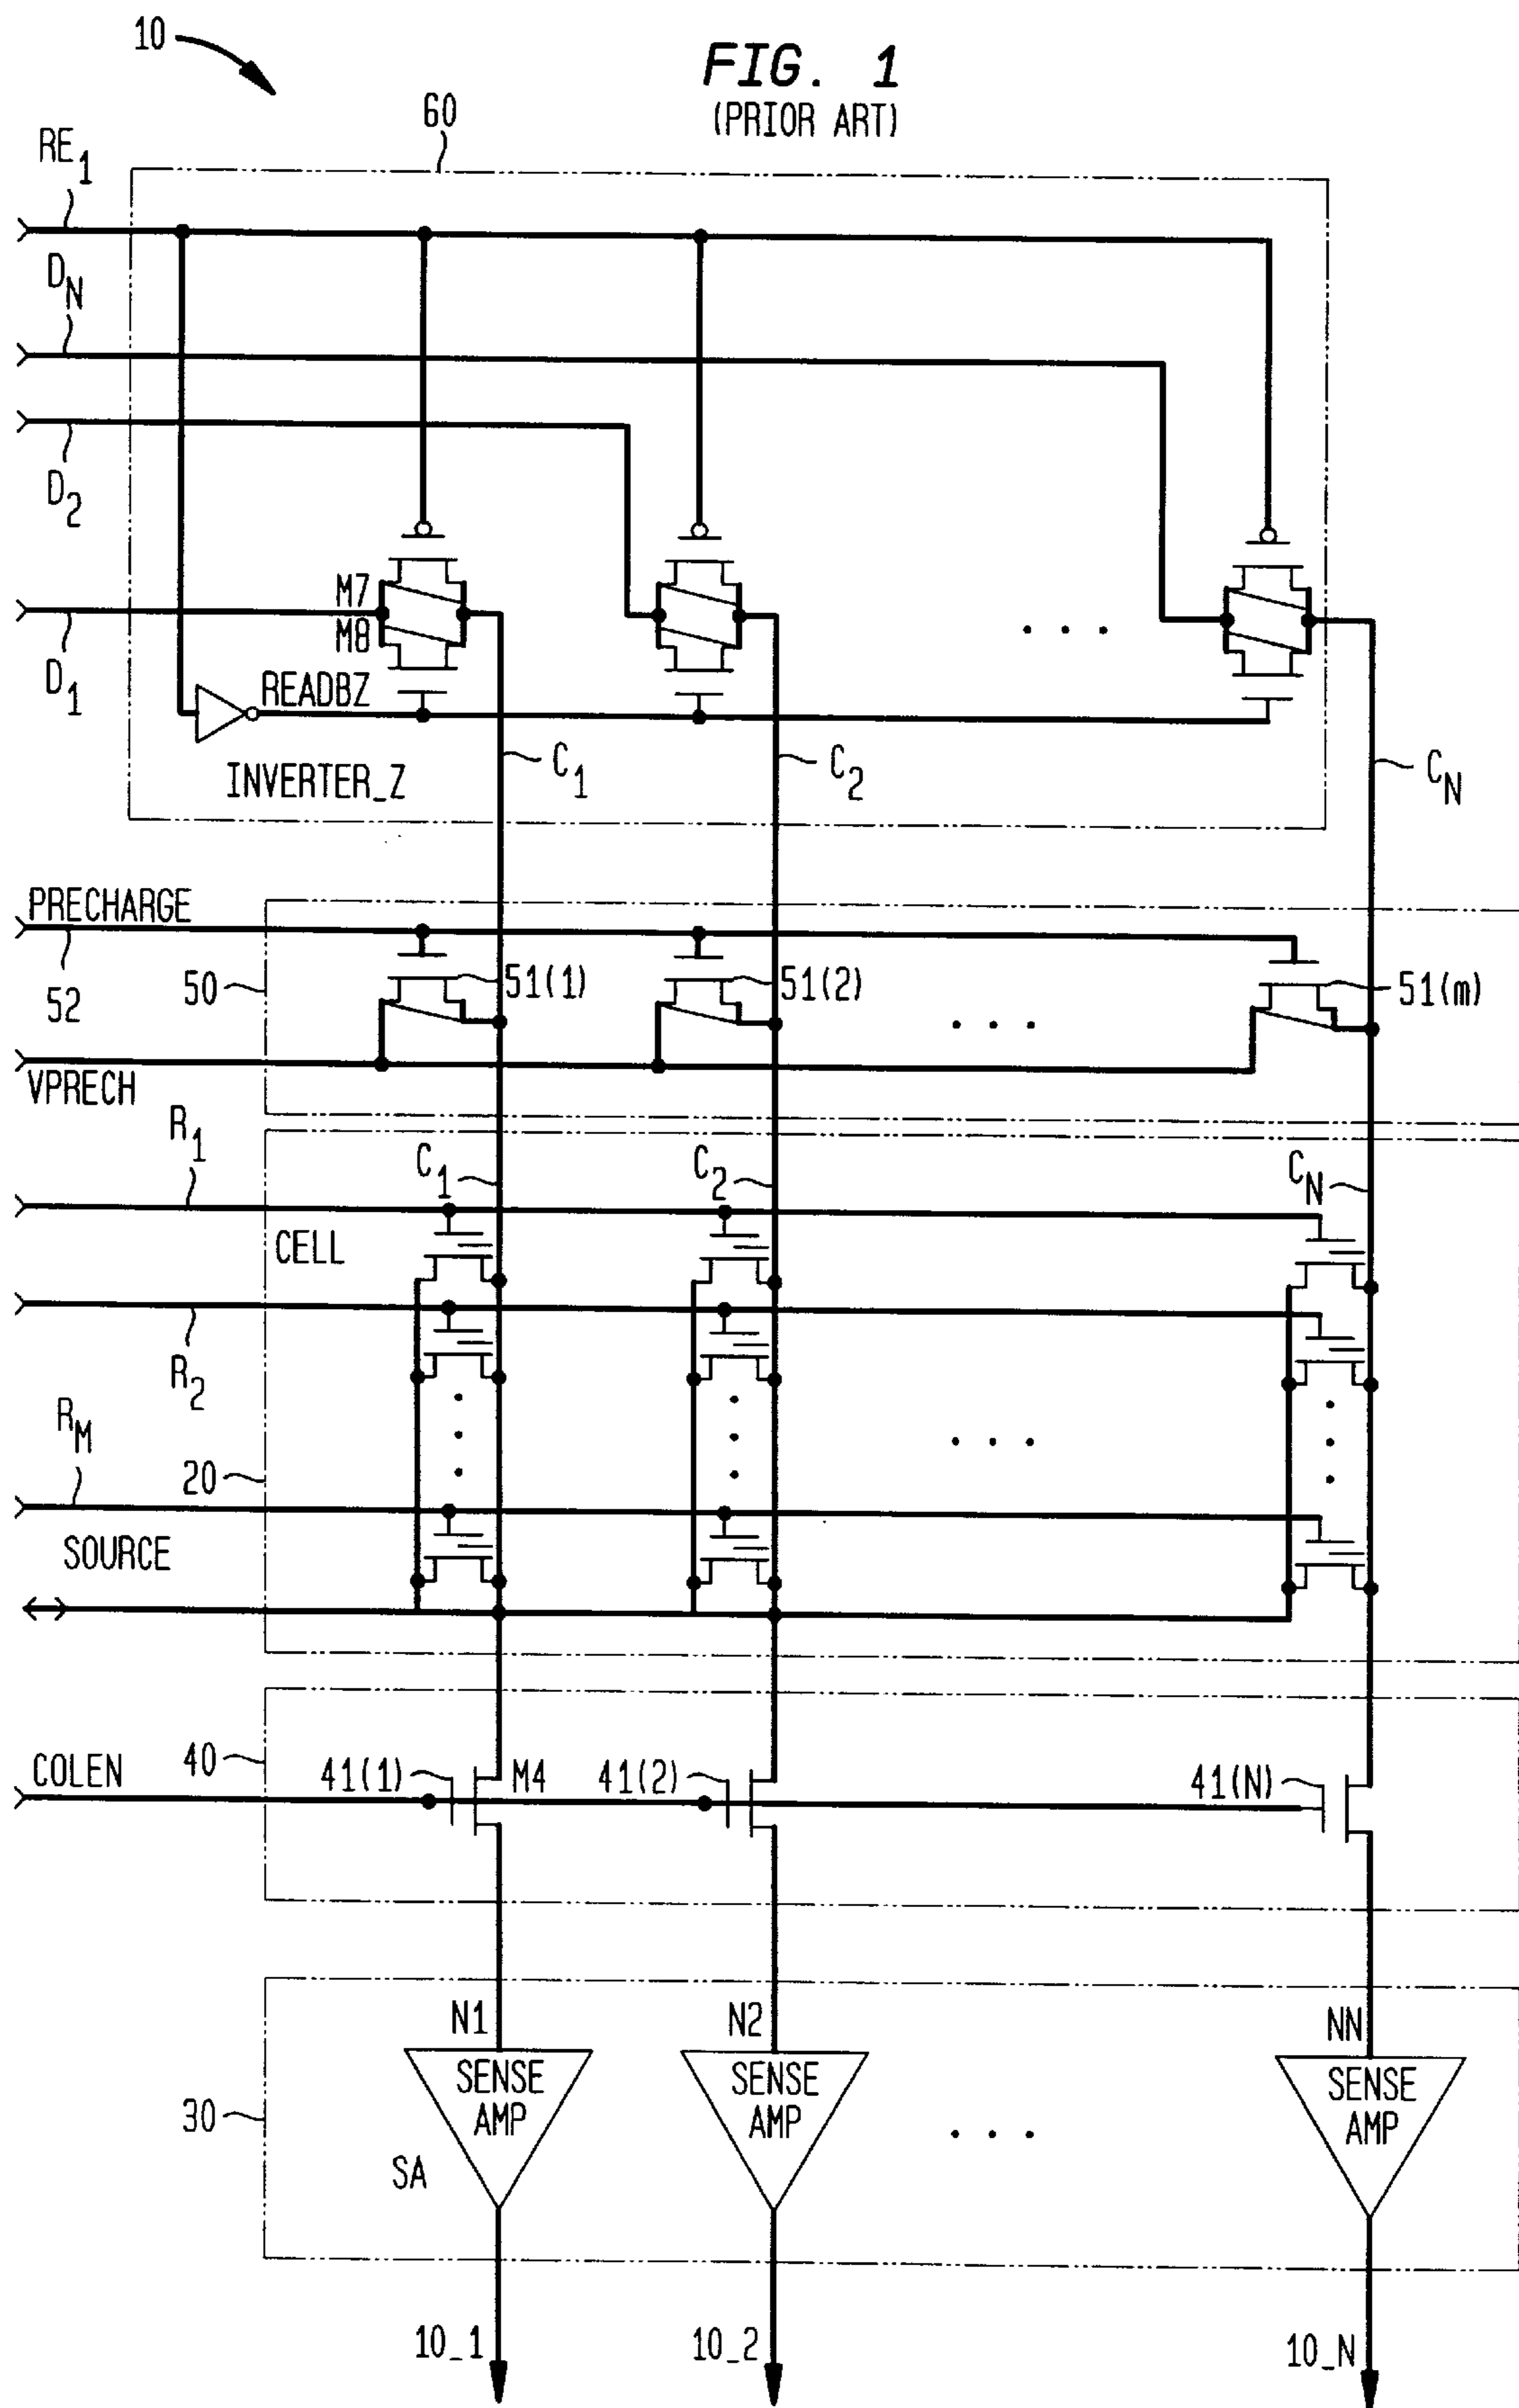 10
FIG. 1
(PRIOR ART)
60
RE1
DN
D2
M7
M8
D1
READBZ
INVERTER_Z
C1
C2
CN
PRECHARGE
52
50
51(1)
51(2)
51(m)
VPRECH
R1
C1
C2
CN
CELL
R2
RM
20
SOURCE
COLEN
40
41(1)
M4
41(2)
41(N)
N1
N2
NN
SENSE AMP
SENSE AMP
SENSE AMP
30
SA
10_1
10_2
10_N